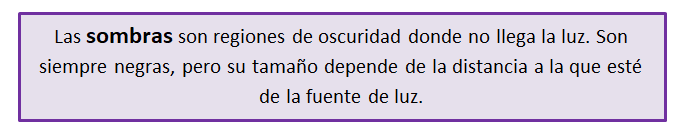 Las sombras son regiones de oscuridad donde no llega la luz. Son
siempre negras, pero su tamaño depende de la distancia a la que esté
de la fuente de luz.